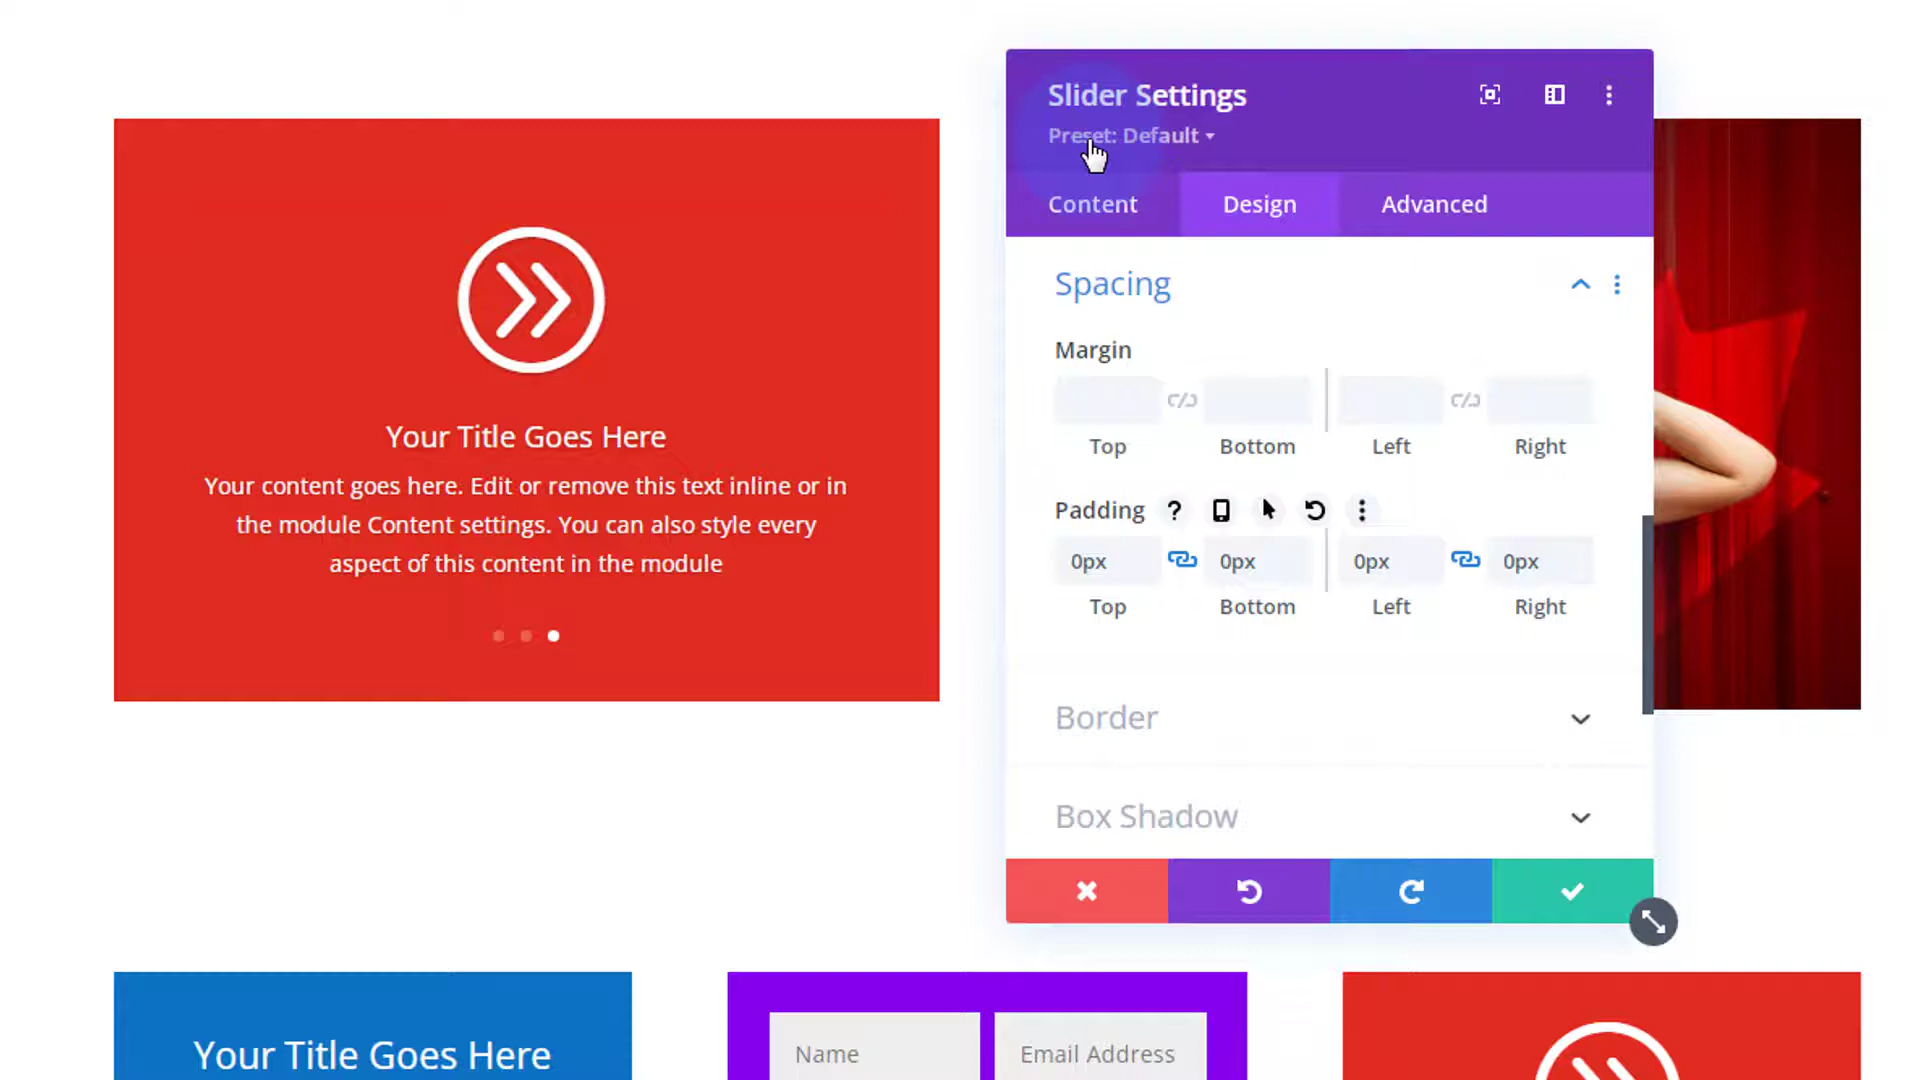 Slider Settings
Preset: Default
Content
Design
Advanced
Spacing
Margin
Top
Bottom
Left
Right
Padding
?
0px
0px
0px
0px
Top
Bottom
Left
Right
Border
Box Shadow
Your Title Goes Here
Your content goes here. Edit or remove this text inline or in
the module Content settings. You can also style every
aspect of this content in the module
Your Title Goes Here
Name
Email Address